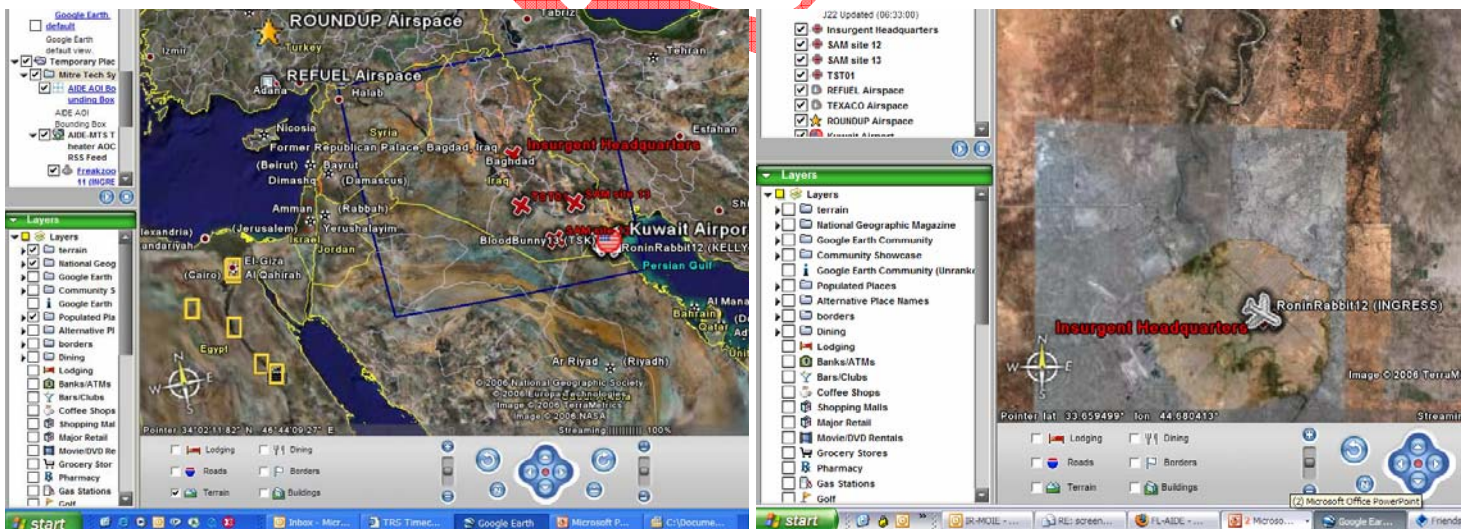 Google Earth
default
Google Earth
default view.
Temporary Plac
Mitre Tech Sy
AIDE AOI Bo
unding Box
AIDE AOI
Bounding Box
AIDE-MTS T
heater AOC
RSS Feed
Freakzoo
11 (INGRE
Layers
Layers
terrain
National Geog
Google Earth
Community S
Google Earth
Populated Pla
Alternative Pl
borders
Dining
Lodging
Banks/ATMs
Bars/Clubs
Coffee Shops
Shopping Mal
Major Retail
Movie/DVD Re
Grocery Stor
Pharmacy
Gas Stations
Golf
ROUNDUP Airspace
Tabriz
Izmir
Turkey
Tehran
REFUEL Airspace
Adana
Halab
Nicosia
Syria
Esfahan
Former Republican Palace, Bagdad, Iraq
Insurgent Headquarters
Baghdad
(Beirut)
Bayrut
Iraq
Dimashq
(Damascus)
TST01
SAM site 13
Amman
(Rabbah)
Shi
lexandria)
(Jerusalem)
Yerushalayim
Kuwait Airpor
andariyah
Israel
Jordan
BloodBunny13 (TSK)
RoninRabbit12 (KELLY
El-Giza
(Cairo)
Al Qahirah
Persian Gulf
Al Mana
Bahrain
(Do
Qatar
Ad
Egypt
Unit
Ar Riyad
(Riyadh)
N
W
E
S
© 2006 National Geographic Society
© 2006 Europa Technologies
Image © 2006 TerraMetrics
Image © 2006 NASA
Pointer 34°02'11.82" N 46°44'09.27" E
Streaming |||||||||| 100%
Lodging
Dining
Roads
Borders
Terrain
Buildings
start
Inbox - Micr...
TRS Timec...
Google Earth
Microsoft P...
C:\Docume...
J22 Updated (06:33:00)
Insurgent Headquarters
SAM site 12
SAM site 13
TST01
REFUEL Airspace
TEXACO Airspace
ROUNDUP Airspace
Kuwait Airport
Layers
Layers
terrain
National Geographic Magazine
Google Earth Community
Community Showcase
Google Earth Community (Unranke
Populated Places
Alternative Place Names
borders
Dining
Lodging
Banks/ATMs
Bars/Clubs
Coffee Shops
Shopping Malls
Major Retail
Movie/DVD Rentals
Grocery Stores
Pharmacy
Gas Stations
Golf
RoninRabbit12 (INGRESS)
Insurgent Headquarters
N
W
E
S
Image © 2006 TerraM
Pointer lat 33.659499° lon 44.680413°
Streamin
Lodging
Dining
Roads
Borders
Terrain
Buildings
(2) Microsoft Office PowerPoint
start
IR-MOIE - ...
RE: screen...
FL-AIDE - ...
2 Microso...
Google Ear...
Friends